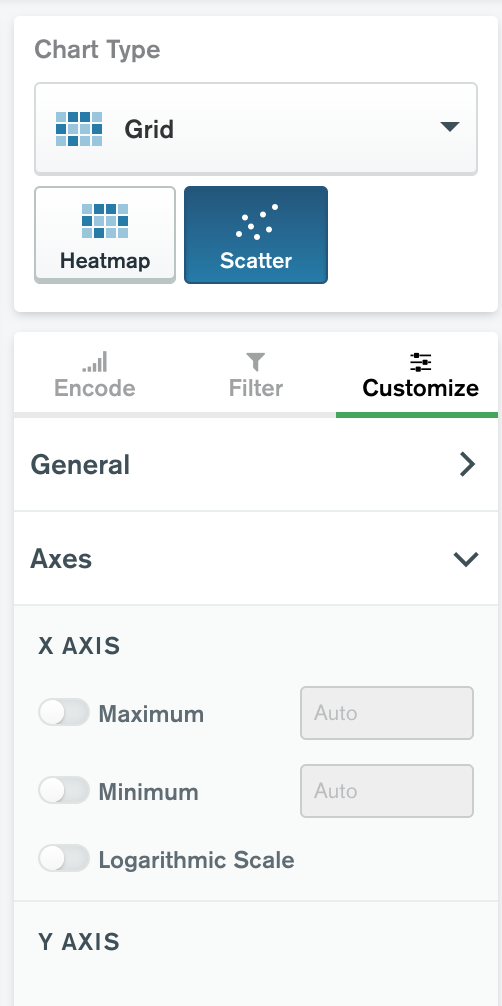 Chart Type
Grid
Heatmap Scatter
Encode Filter Customize
General
Axes
X AXIS
Maximum Auto
Minimum Auto
Logarithmic Scale
Y AXIS